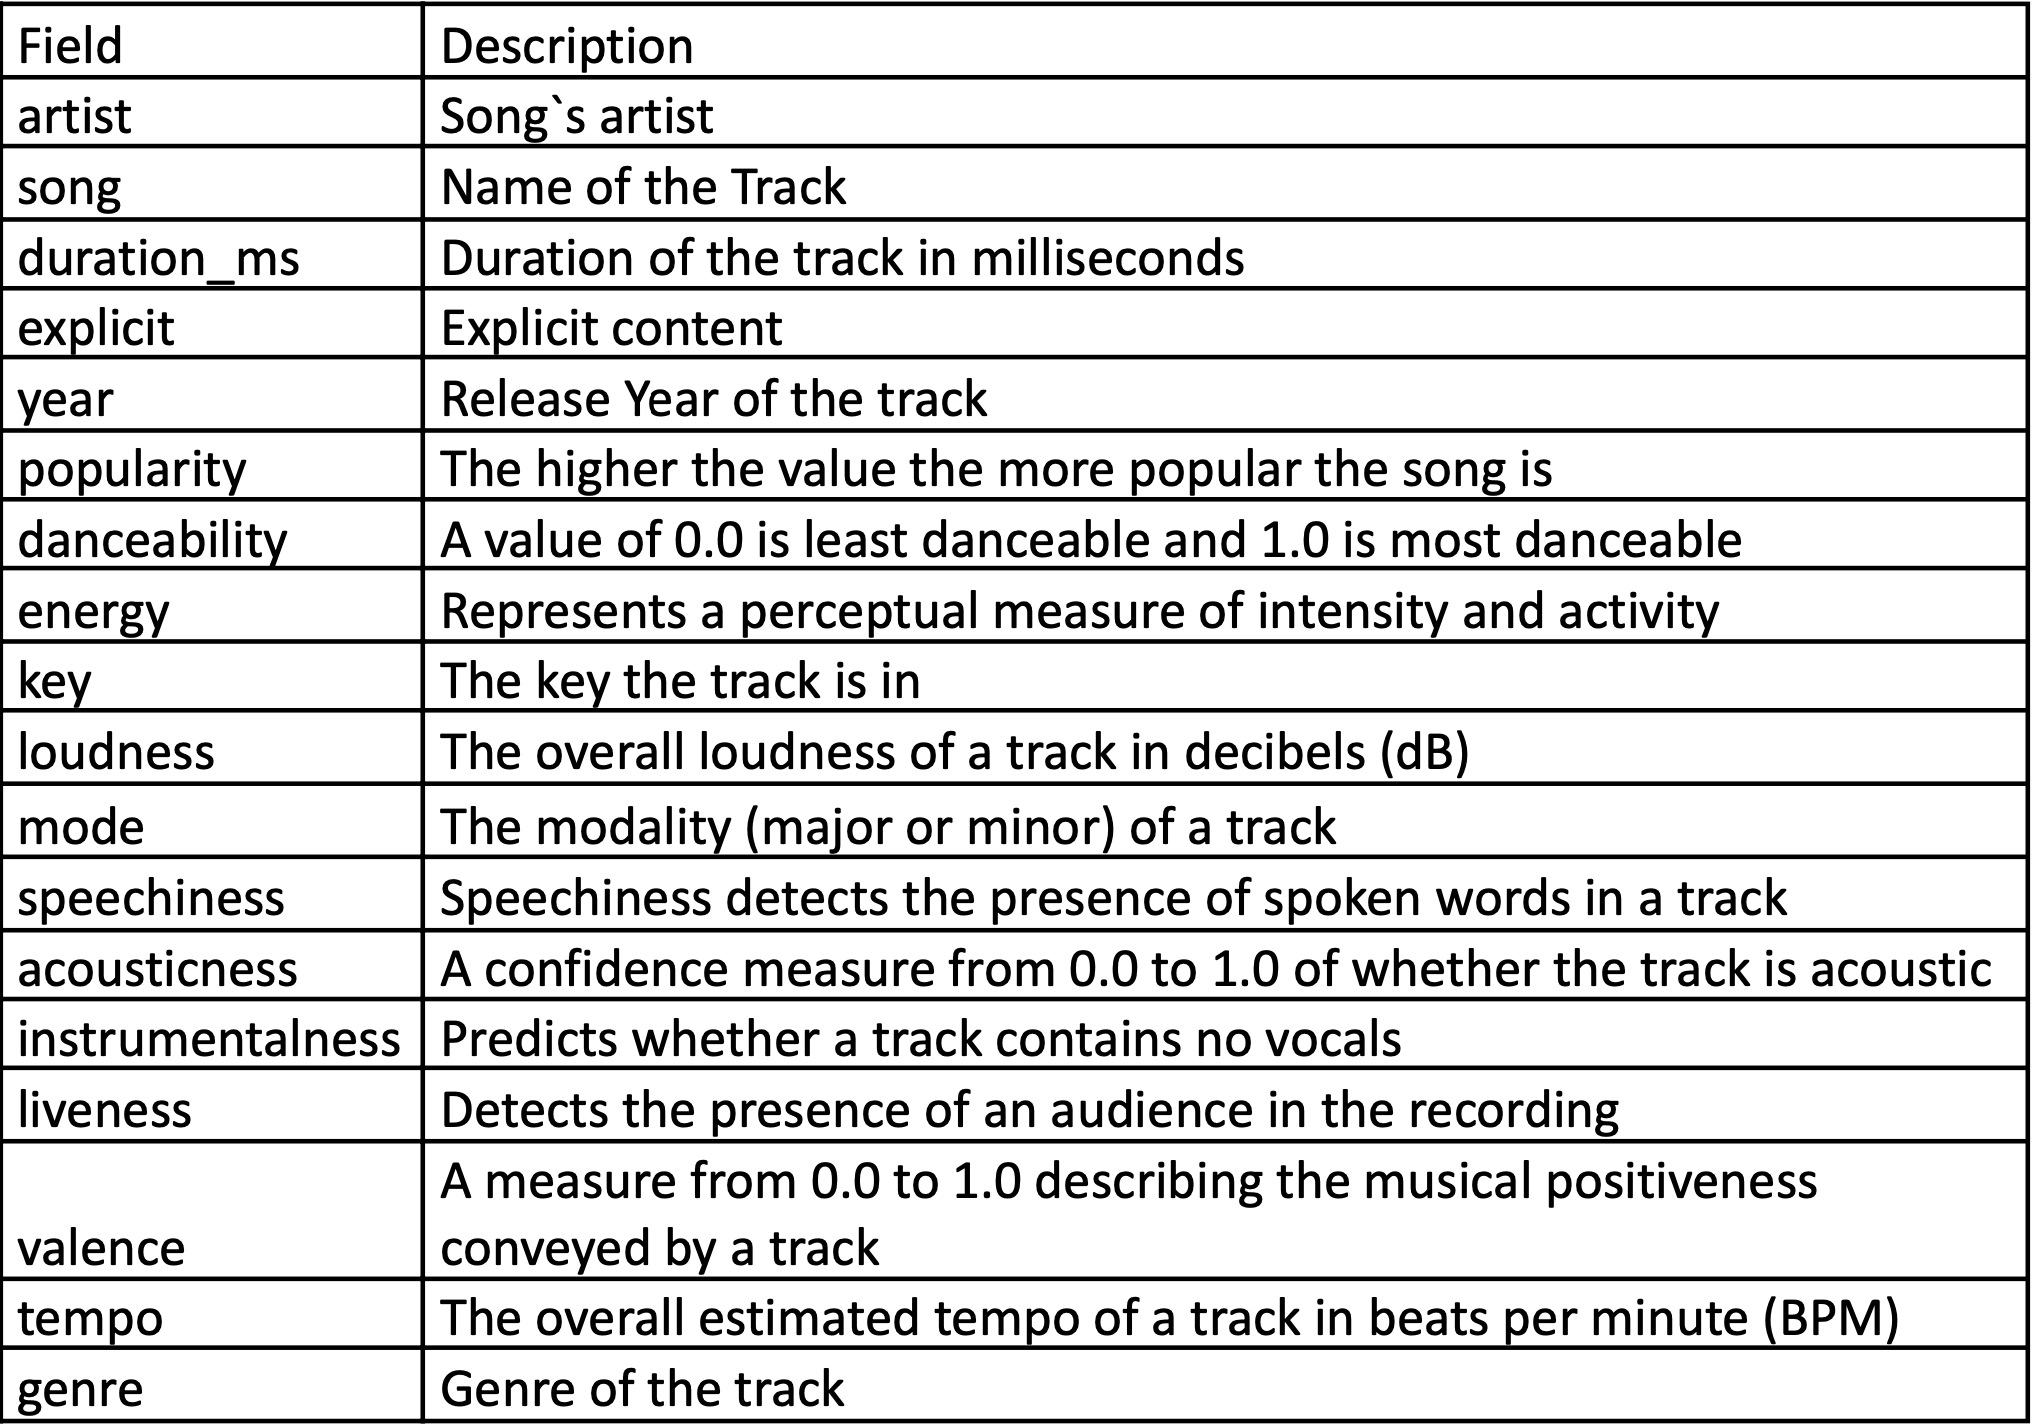 Field Description
artist Song`s artist
song Name of the Track
duration_ms Duration of the track in milliseconds
explicit Explicit content
year Release Year of the track
popularity The higher the value the more popular the song is
danceability A value of 0.0 is least danceable and 1.0 is most danceable
energy Represents a perceptual measure of intensity and activity
key The key the track is in
loudness The overall loudness of a track in decibels (dB)
mode The modality (major or minor) of a track
speechiness Speechiness detects the presence of spoken words in a track
acousticness A confidence measure from 0.0 to 1.0 of whether the track is acoustic
instrumentalness Predicts whether a track contains no vocals
liveness Detects the presence of an audience in the recording
A measure from 0.0 to 1.0 describing the musical positiveness
valence conveyed by a track
tempo The overall estimated tempo of a track in beats per minute (BPM)
genre Genre of the track